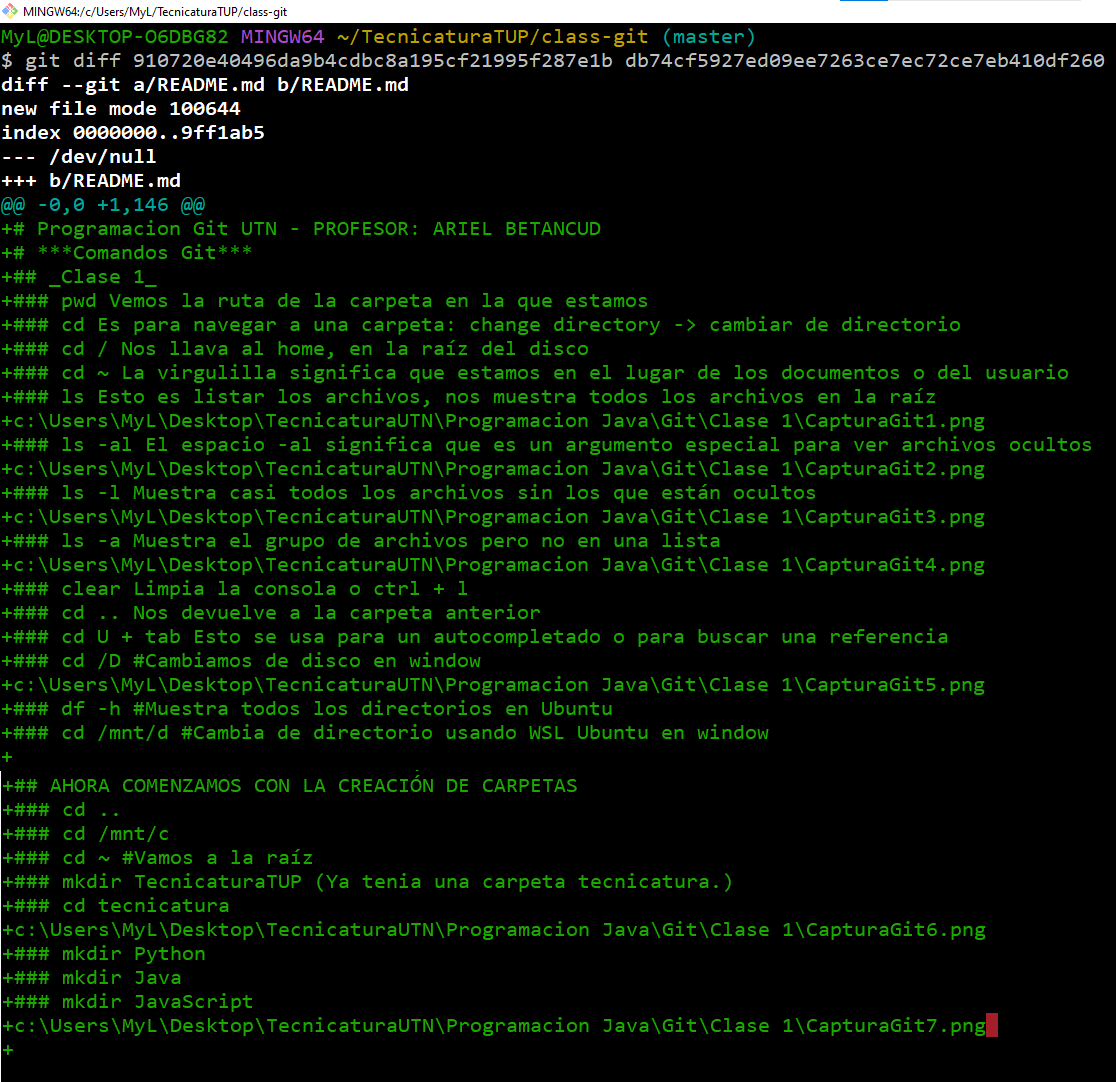 MINGW64:/c/Users/MyL/TecnicaturaTUP/class-git
MyL@DESKTOP-O6DBG82 MINGW64 ~/TecnicaturaTUP/class-git (master)
$ git diff 910720e40496da9b4cdbc8a195cf21995f287e1b db74cf5927ed09ee7263ce7ec72ce7eb410df260
diff --git a/README.md b/README.md
new file mode 100644
index 0000000..9ff1ab5
--- /dev/null
+++ b/README.md
@@ -0,0 +1,146 @@
+# Programacion Git UTN - PROFESOR: ARIEL BETANCUD
+# ***Comandos Git***
+## _Clase 1_
+### pwd Vemos la ruta de la carpeta en la que estamos
+### cd Es para navegar a una carpeta: change directory -> cambiar de directorio
+### cd / Nos llava al home, en la raíz del disco
+### cd ~ La virgulilla significa que estamos en el lugar de los documentos o del usuario
+### ls Esto es listar los archivos, nos muestra todos los archivos en la raíz
+c:\Users\MyL\Desktop\TecnicaturaUTN\Programacion Java\Git\Clase 1\CapturaGit1.png
+### ls -al El espacio -al significa que es un argumento especial para ver archivos ocultos
+c:\Users\MyL\Desktop\TecnicaturaUTN\Programacion Java\Git\Clase 1\CapturaGit2.png
+### ls -l Muestra casi todos los archivos sin los que están ocultos
+c:\Users\MyL\Desktop\TecnicaturaUTN\Programacion Java\Git\Clase 1\CapturaGit3.png
+### ls -a Muestra el grupo de archivos pero no en una lista
+c:\Users\MyL\Desktop\TecnicaturaUTN\Programacion Java\Git\Clase 1\CapturaGit4.png
+### clear Limpia la consola o ctrl + l
+### cd .. Nos devuelve a la carpeta anterior
+### cd U + tab Esto se usa para un autocompletado o para buscar una referencia
+### cd /D #Cambiamos de disco en window
+c:\Users\MyL\Desktop\TecnicaturaUTN\Programacion Java\Git\Clase 1\CapturaGit5.png
+### df -h #Muestra todos los directorios en Ubuntu
+### cd /mnt/d #Cambia de directorio usando WSL Ubuntu en window
+
+## AHORA COMENZAMOS CON LA CREACIÓN DE CARPETAS
+### cd ..
+### cd /mnt/c
+### cd ~ #Vamos a la raíz
+### mkdir TecnicaturaTUP (Ya tenia una carpeta tecnicatura.)
+### cd tecnicatura
+c:\Users\MyL\Desktop\TecnicaturaUTN\Programacion Java\Git\Clase 1\CapturaGit6.png
+### mkdir Python
+### mkdir Java
+### mkdir JavaScript
+c:\Users\MyL\Desktop\TecnicaturaUTN\Programacion Java\Git\Clase 1\CapturaGit7.png
+